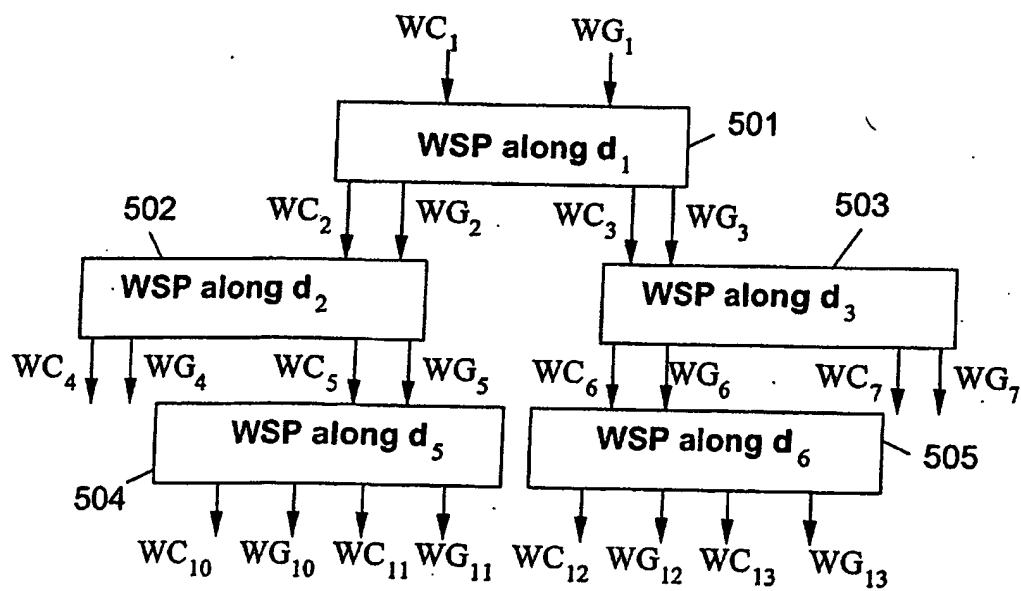 WC₁ WG₁
WSP along d₁ 501
502 WC₂ WG₂ WC₃ WG₃ 503
WSP along d₂ WSP along d₃
WC₄ WG₄ WC₅ WG₅ WC₆ WG₆ WC₇ WG₇
WSP along d₅ WSP along d₆
504 505
WC₁₀ WG₁₀ WC₁₁ WG₁₁ WC₁₂ WG₁₂ WC₁₃ WG₁₃